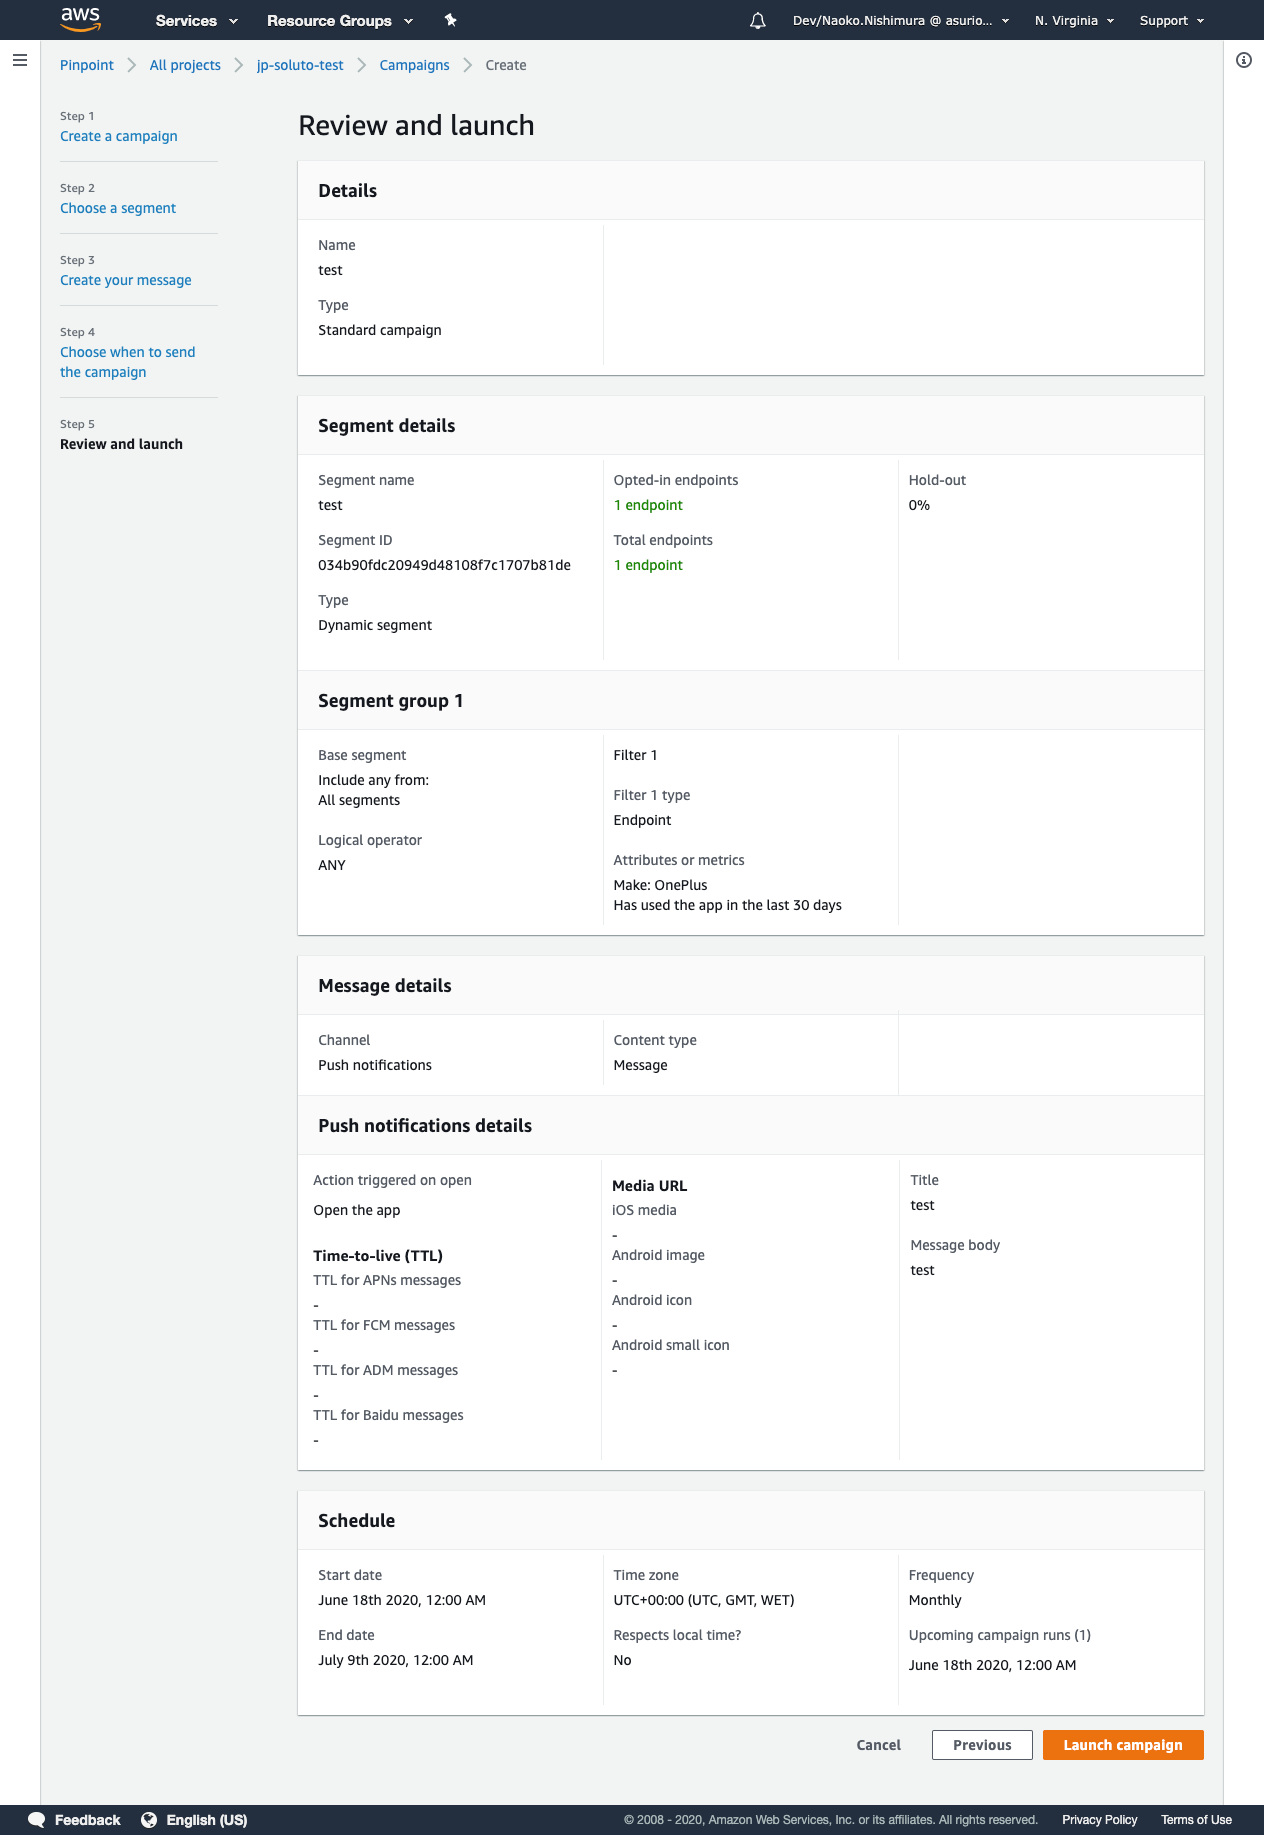 aws Services Resource Groups Dev/Naoko.Nishimura @ asurio... N. Virginia Support
Pinpoint All projects jp-soluto-test Campaigns Create
Step 1
Create a campaign
Step 2
Choose a segment
Step 3
Create your message
Step 4
Choose when to send
the campaign
Step 5
Review and launch
Review and launch
Details
Name
test
Type
Standard campaign
Segment details
Segment name
test
Segment ID
034b90fdc20949d48108f7c1707b81de
Type
Dynamic segment
Opted-in endpoints
1 endpoint
Total endpoints
1 endpoint
Hold-out
0%
Segment group 1
Base segment
Include any from:
All segments
Logical operator
ANY
Filter 1
Filter 1 type
Endpoint
Attributes or metrics
Make: OnePlus
Has used the app in the last 30 days
Message details
Channel
Push notifications
Content type
Message
Push notifications details
Action triggered on open
Open the app
Time-to-live (TTL)
TTL for APNs messages
-
TTL for FCM messages
-
TTL for ADM messages
-
TTL for Baidu messages
-
Media URL
iOS media
-
Android image
-
Android icon
-
Android small icon
-
Title
test
Message body
test
Schedule
Start date
June 18th 2020, 12:00 AM
End date
July 9th 2020, 12:00 AM
Time zone
UTC+00:00 (UTC, GMT, WET)
Respects local time?
No
Frequency
Monthly
Upcoming campaign runs (1)
June 18th 2020, 12:00 AM
Cancel Previous Launch campaign
Feedback English (US) © 2008 - 2020, Amazon Web Services, Inc. or its affiliates. All rights reserved. Privacy Policy Terms of Use